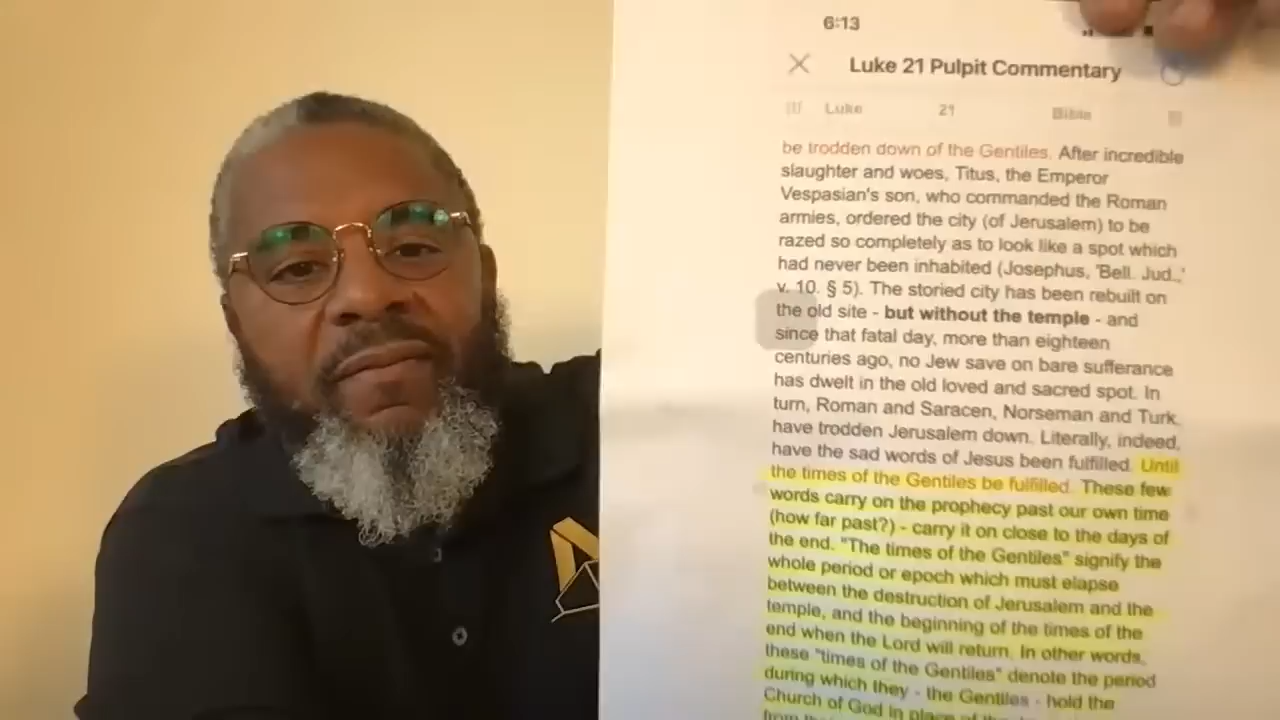 6:13
Luke 21 Pulpit Commentary
Luke 21 Bible
be trodden down of the Gentiles. After incredible
slaughter and woes, Titus, the Emperor
Vespasian's son, who commanded the Roman
armies, ordered the city (of Jerusalem) to be
razed so completely as to look like a spot which
had never been inhabited (Josephus, 'Bell. Jud.,'
v. 10. § 5). The storied city has been rebuilt on
the old site - but without the temple - and
since that fatal day, more than eighteen
centuries ago, no Jew save on bare sufferance
has dwelt in the old loved and sacred spot. In
turn, Roman and Saracen, Norseman and Turk,
have trodden Jerusalem down. Literally, indeed,
have the sad words of Jesus been fulfilled. Until
the times of the Gentiles be fulfilled. These few
words carry on the prophecy past our own time
(how far past?) - carry it on close to the days of
the end. "The times of the Gentiles" signify the
whole period or epoch which must elapse
between the destruction of Jerusalem and the
temple, and the beginning of the times of the
end when the Lord will return. In other words,
these "times of the Gentiles" denote the period
during which they - the Gentiles - hold the
Church of God in place of